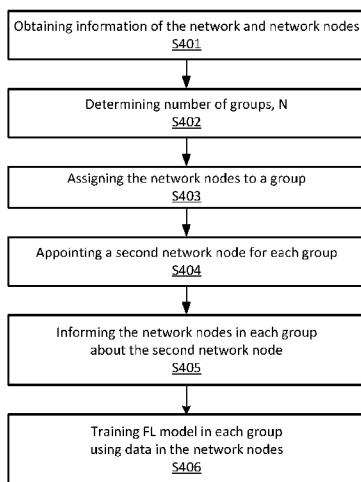 Obtaining information of the network and network nodes
S401
Determining number of groups, N
S402
Assigning the network nodes to a group
S403
Appointing a second network node for each group
S404
Informing the network nodes in each group
about the second network node
S405
Training FL model in each group
using data in the network nodes
S406